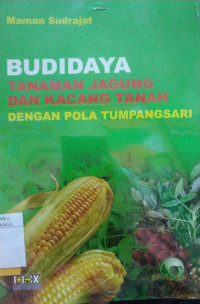 Maman Sudrajat
BUDIDAYA
TANAMAN JAGUNG
DAN KACANG TANAH
DENGAN POLA TUMPANGSARI